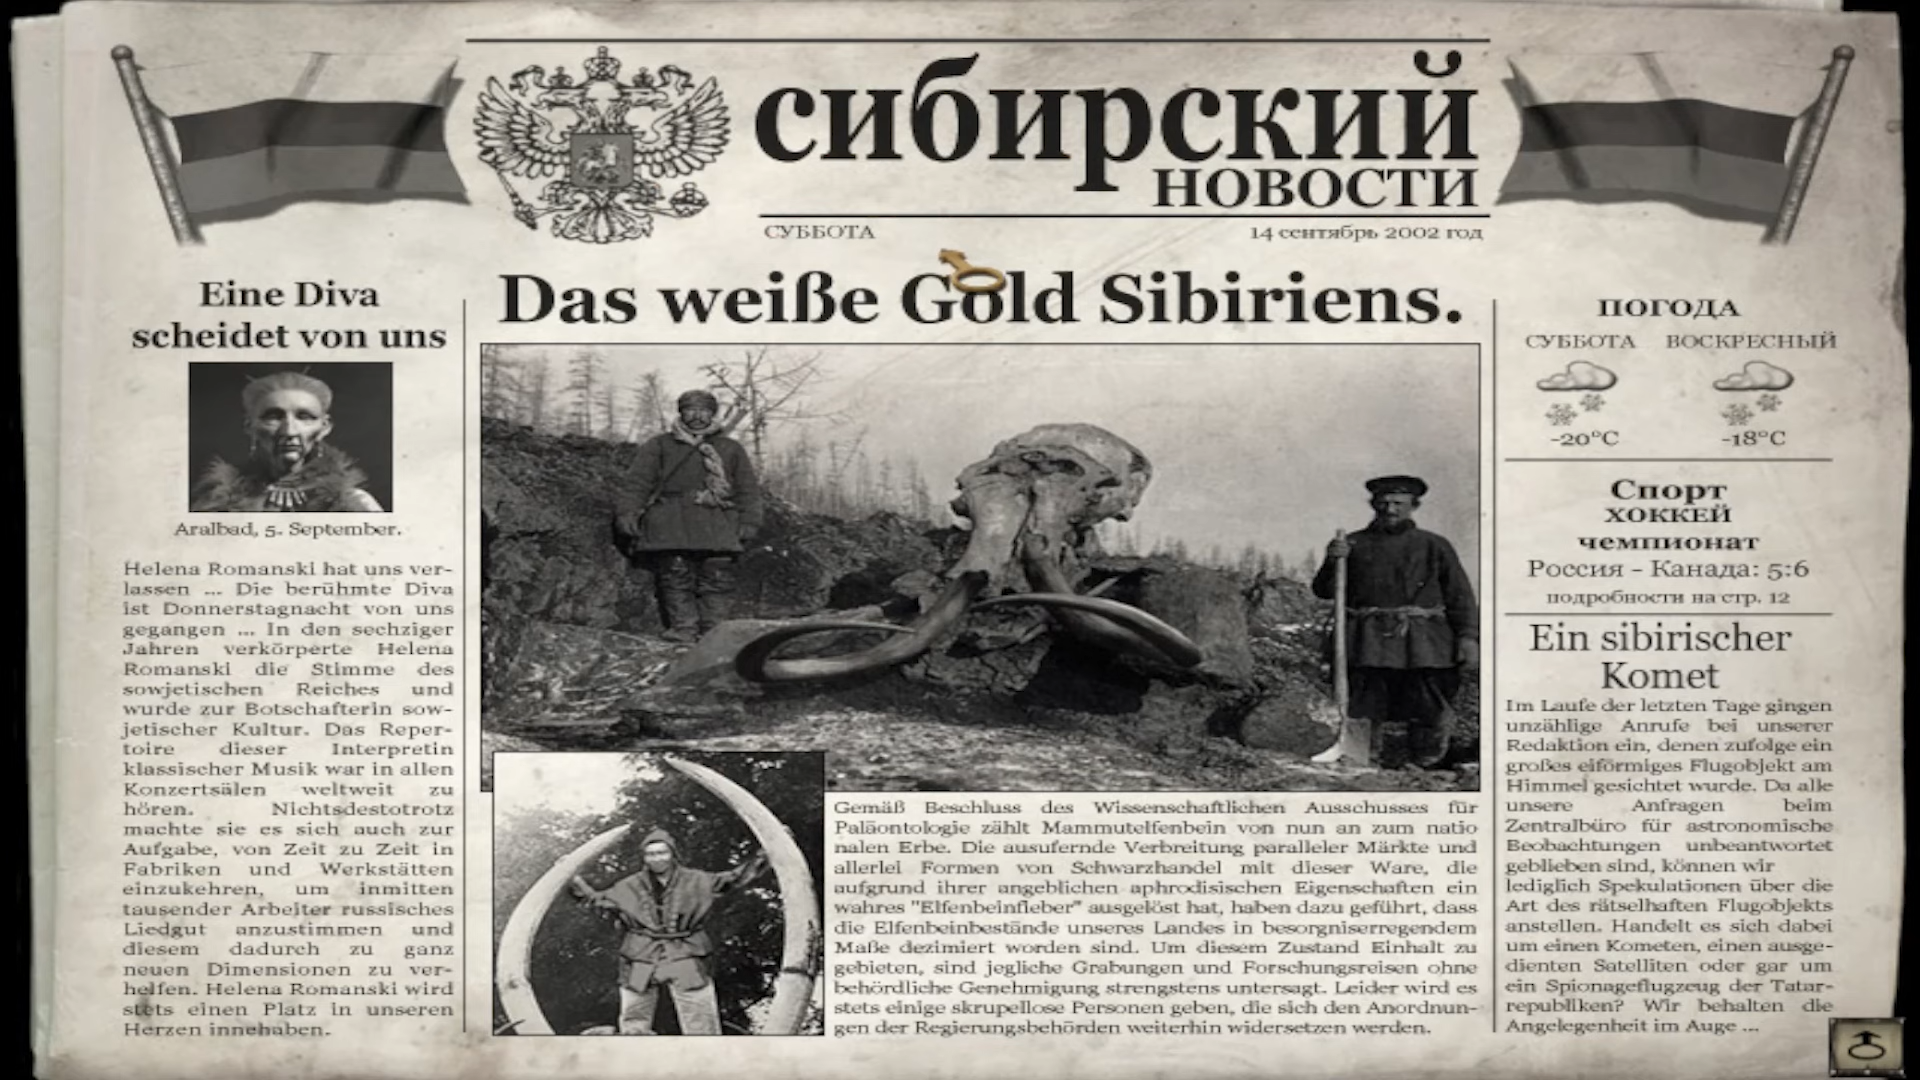 сибирский
новости
СУББОТА
14 сентябрь 2002 год
Eine Diva
scheidet von uns
Aralbad, 5. September.
Helena Romanski hat uns ver-
lassen ... Die berühmte Diva
ist Donnerstagnacht von uns
gegangen ... In den sechziger
Jahren verkörperte Helena
Romanski die Stimme des
sowjetischen Reiches und
wurde zur Botschafterin sow-
jetischer Kultur. Das Reper-
toire dieser Interpretin
klassischer Musik war in allen
Konzertsälen weltweit zu
hören. Nichtsdestotrotz
machte sie es sich auch zur
Aufgabe, von Zeit zu Zeit in
Fabriken und Werkstätten
einzukehren, um inmitten
tausender Arbeiter russisches
Liedgut anzustimmen und
diesem dadurch zu ganz
neuen Dimensionen zu ver-
helfen. Helena Romanski wird
stets einen Platz in unseren
Herzen innehaben.
Das weiße Gold Sibiriens.
Gemäß Beschluss des Wissenschaftlichen Ausschusses für
Paläontologie zählt Mammutelfenbein von nun an zum natio
nalen Erbe. Die ausufernde Verbreitung paralleler Märkte und
allerlei Formen von Schwarzhandel mit dieser Ware, die
aufgrund ihrer angeblichen aphrodisischen Eigenschaften ein
wahres "Elfenbeinfieber" ausgelöst hat, haben dazu geführt, dass
die Elfenbeinbestände unseres Landes in besorgniserregendem
Maße dezimiert worden sind. Um diesem Zustand Einhalt zu
gebieten, sind jegliche Grabungen und Forschungsreisen ohne
behördliche Genehmigung strengstens untersagt. Leider wird es
stets einige skrupellose Personen geben, die sich den Anordnun-
gen der Regierungsbehörden weiterhin widersetzen werden.
ПОГОДА
СУББОТА ВОСКРЕСНЫЙ
-20°C -18°C
Спорт
ХОККЕЙ
чемпионат
Россия - Канада: 5:6
подробности на стр. 12
Ein sibirischer
Komet
Im Laufe der letzten Tage gingen
unzählige Anrufe bei unserer
Redaktion ein, denen zufolge ein
großes eiförmiges Flugobjekt am
Himmel gesichtet wurde. Da alle
unsere Anfragen beim
Zentralbüro für astronomische
Beobachtungen unbeantwortet
geblieben sind, können wir
lediglich Spekulationen über die
Art des rätselhaften Flugobjekts
anstellen. Handelt es sich dabei
um einen Kometen, einen ausge-
dienten Satelliten oder gar um
ein Spionageflugzeug der Tatar-
republiken? Wir behalten die
Angelegenheit im Auge ...